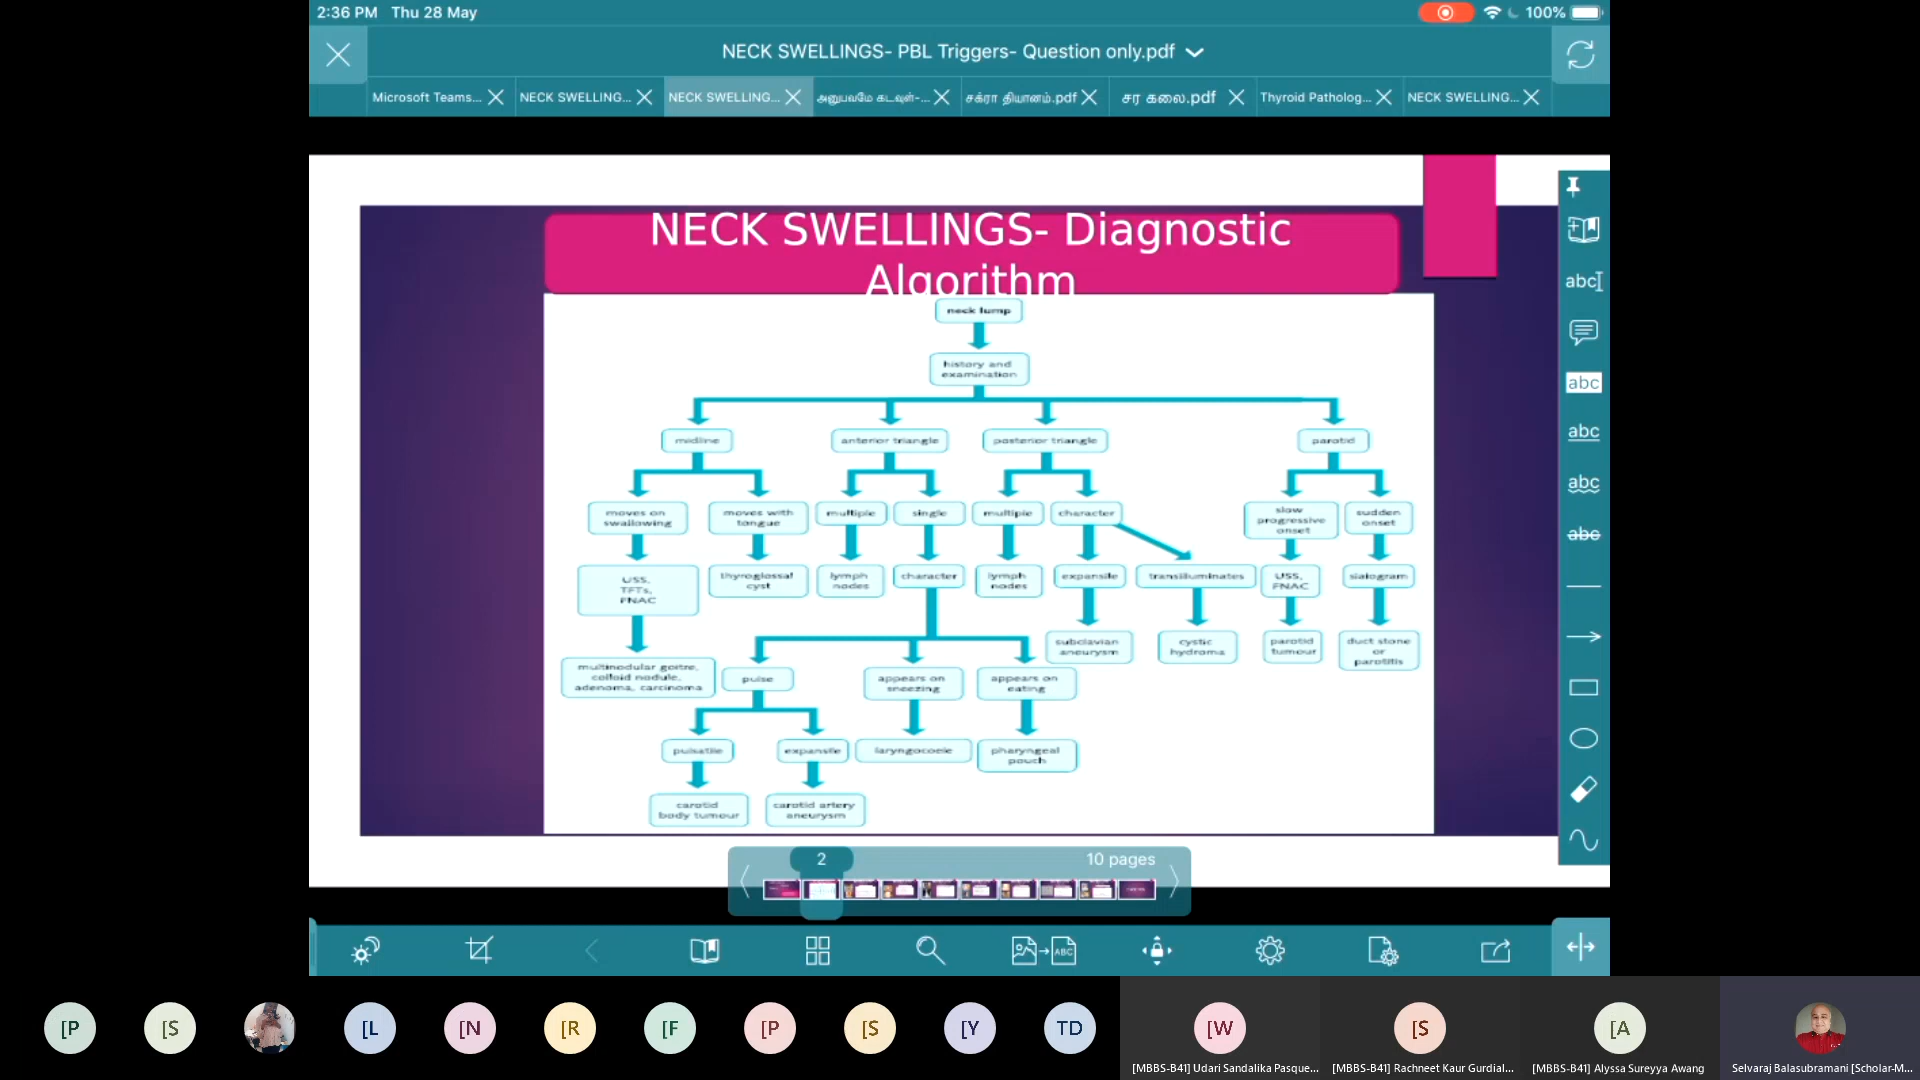 2:36 PM Thu 28 May
100%
NECK SWELLINGS- PBL Triggers- Question only.pdf
Microsoft Teams... NECK SWELLING... NECK SWELLING... அனுபவமே கடவுள்-... சக்ரா தியானம்.pdf சர கலை.pdf Thyroid Patholog... NECK SWELLING...
NECK SWELLINGS- Diagnostic
Algorithm
neck lump
history and
examination
midline
anterior triangle
posterior triangle
parotid
moves on
swallowing
moves with
tongue
multiple
single
multiple
character
slow
progressive
onset
sudden
onset
USS,
TFTs,
FNAC
thyroglossal
cyst
lymph
nodes
character
lymph
nodes
expansile
transilluminates
USS,
FNAC
sialogram
subclavian
aneurysm
cystic
hydroma
parotid
tumour
duct stone
or
parotitis
multinodular goitre,
colloid nodule,
adenoma, carcinoma
pulse
appears on
sneezing
appears on
eating
pulsatile
expansile
laryngocoele
pharyngeal
pouch
carotid
body tumour
carotid artery
aneurysm
abc
abc
abc
abc
abc
2
10 pages
ABC
[P [S [L [N [R [F [P [S [Y TD [W [S [A
[MBBS-B41] Udari Sandalika Pasque... [MBBS-B41] Rachneet Kaur Gurdial... [MBBS-B41] Alyssa Sureyya Awang Selvaraj Balasubramani [Scholar-M...